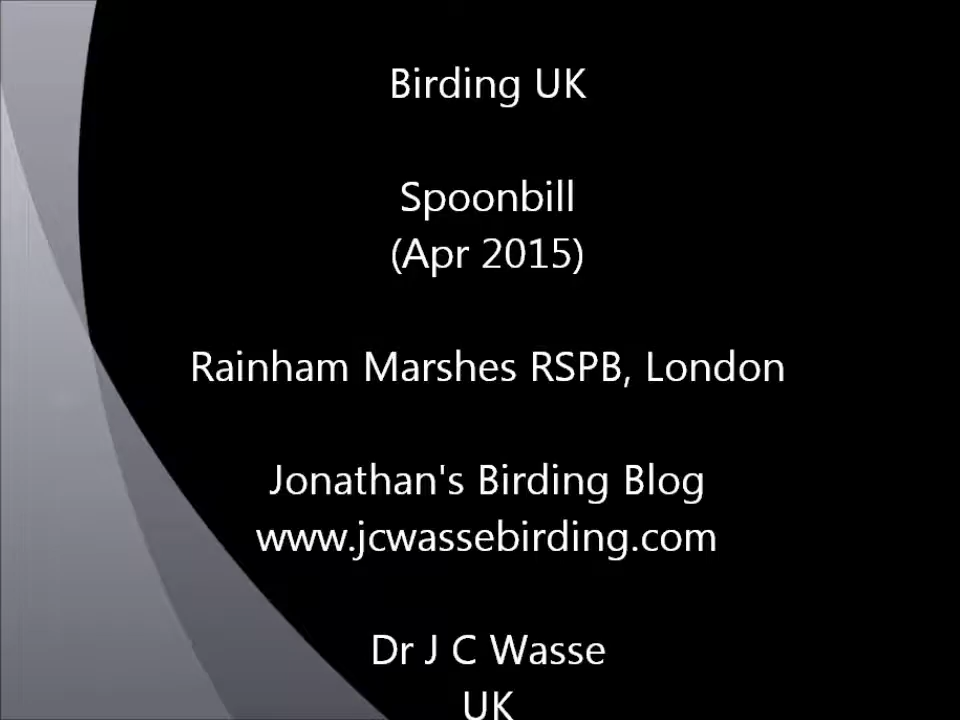 Birding UK
Spoonbill
(Apr 2015)
Rainham Marshes RSPB, London
Jonathan's Birding Blog
www.jcwassebirding.com
Dr J C Wasse
UK